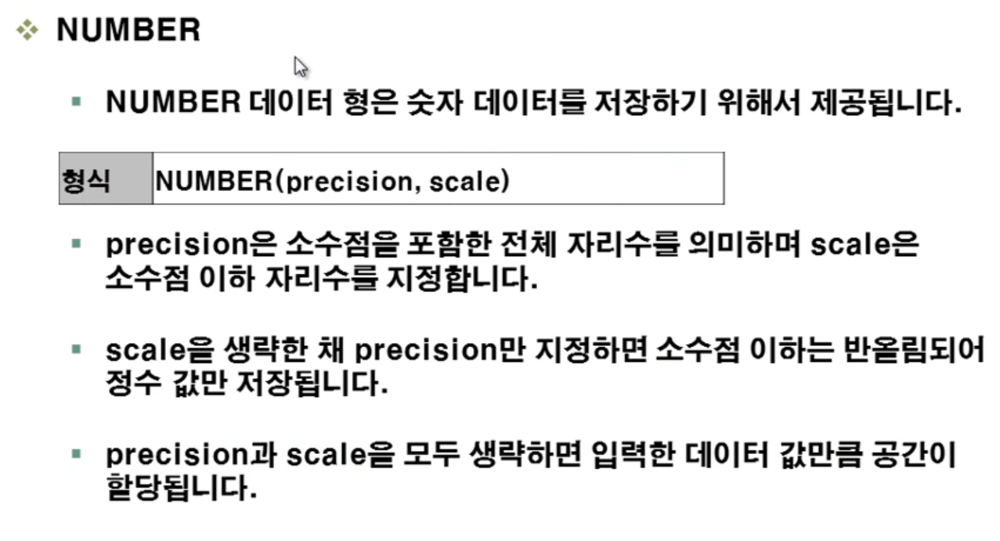 NUMBER
NUMBER 데이터 형은 숫자 데이터를 저장하기 위해서 제공됩니다.
형식 NUMBER(precision, scale)
precision은 소수점을 포함한 전체 자리수를 의미하며 scale은
소수점 이하 자리수를 지정합니다.
scale을 생략한 채 precision만 지정하면 소수점 이하는 반올림되어
정수 값만 저장됩니다.
precision과 scale을 모두 생략하면 입력한 데이터 값만큼 공간이
할당됩니다.